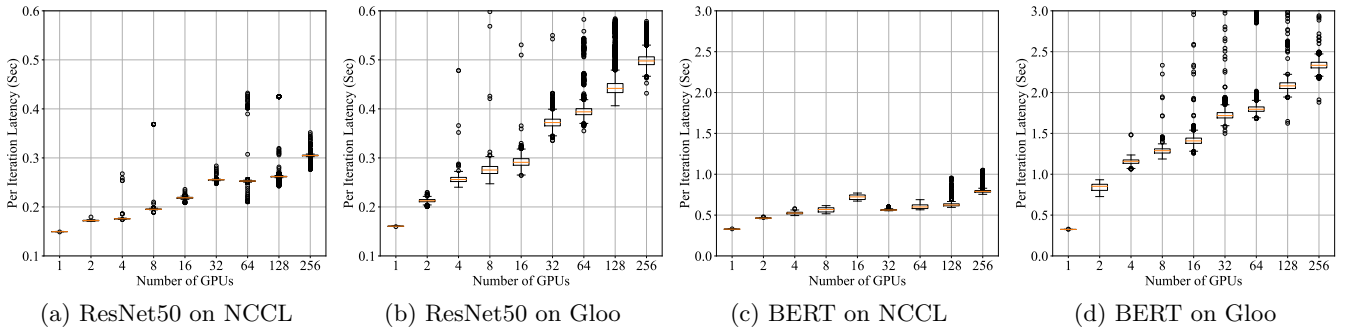 0.6
0.5
0.4
0.3
0.2
0.1
Per Iteration Latency (Sec)
1 2 4 8 16 32 64 128 256
Number of GPUs
(a) ResNet50 on NCCL
0.6
0.5
0.4
0.3
0.2
0.1
Per Iteration Latency (Sec)
1 2 4 8 16 32 64 128 256
Number of GPUs
(b) ResNet50 on Gloo
3.0
2.5
2.0
1.5
1.0
0.5
0.0
Per Iteration Latency (Sec)
1 2 4 8 16 32 64 128 256
Number of GPUs
(c) BERT on NCCL
3.0
2.5
2.0
1.5
1.0
0.5
0.0
Per Iteration Latency (Sec)
1 2 4 8 16 32 64 128 256
Number of GPUs
(d) BERT on Gloo